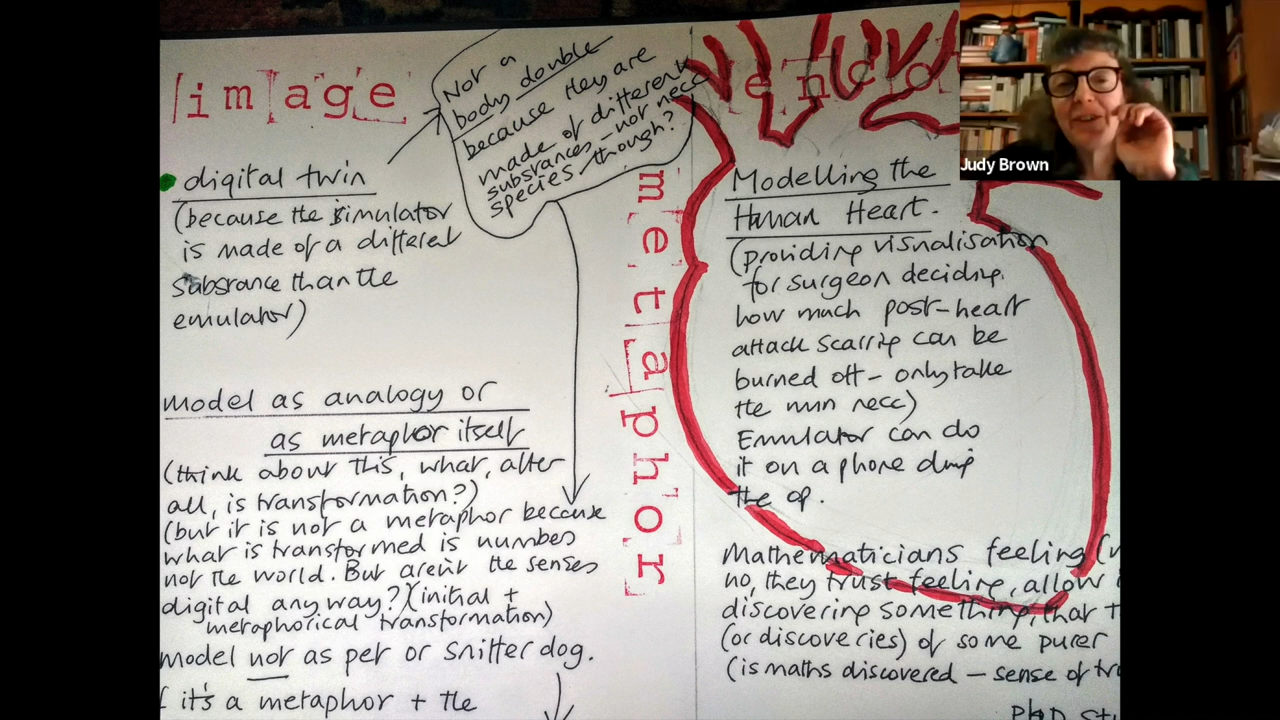 image
Not a
body double
because they are
made of different
substances - not necc
species though?
• digital twin
(because the simulator
is made of a different
subsrance than the
emulator)
model as analogy or
as metaphor itself
(think about this, what, after
all, is transformation?)
(but it is not a metaphor because
what is transformed is numbes
not the world. But aren't the senses
digital any way?) (initial +
metaphorical transformation)
model not as pet or sniffer dog.
it's a metaphor + the
metaphor
Judy Brown
Modelling the
Human Heart.
(providing visualisation
for surgeon deciding
how much post-heart
attack scarring can be
burned off - only take
the min necc)
Emulator can do
it on a phone during
the op.
Mathematicians feeling
no, they trust feeling, allow
discovering something, that
(or discoveries) of some purer
(is maths discovered - sense of
PhD